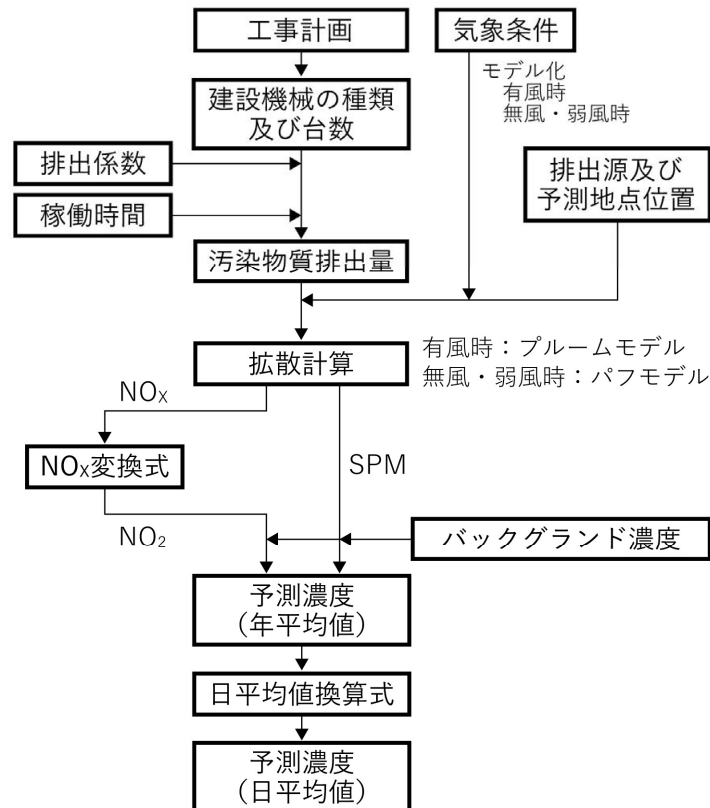 工事計画
気象条件
モデル化
有風時
無風・弱風時
建設機械の種類
及び台数
排出係数
排出源及び
予測地点位置
稼働時間
汚染物質排出量
拡散計算
有風時：プルームモデル
無風・弱風時：パフモデル
NOX
NOX変換式
SPM
NO2
バックグランド濃度
予測濃度
（年平均値）
日平均値換算式
予測濃度
（日平均値）